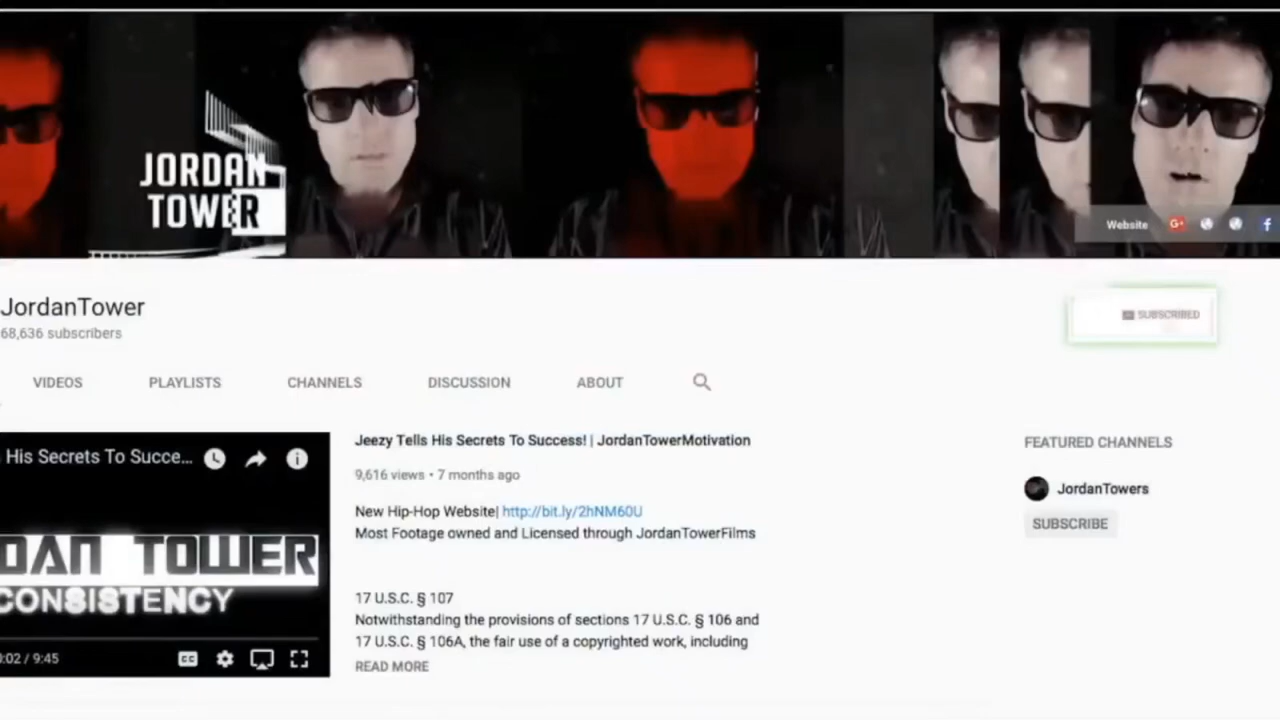 JORDAN
TOWER
Website
JordanTower
68,636 subscribers
SUBSCRIBED
VIDEOS
PLAYLISTS
CHANNELS
DISCUSSION
ABOUT
His Secrets To Succe...
DAN TOWER
CONSISTENCY
0:02 / 9:45
CC
Jeezy Tells His Secrets To Success! | JordanTowerMotivation
9,616 views • 7 months ago
New Hip-Hop Website| http://bit.ly/2hNM60U
Most Footage owned and Licensed through JordanTowerFilms
17 U.S.C. § 107
Notwithstanding the provisions of sections 17 U.S.C. § 106 and
17 U.S.C. § 106A, the fair use of a copyrighted work, including
READ MORE
FEATURED CHANNELS
JordanTowers
SUBSCRIBE